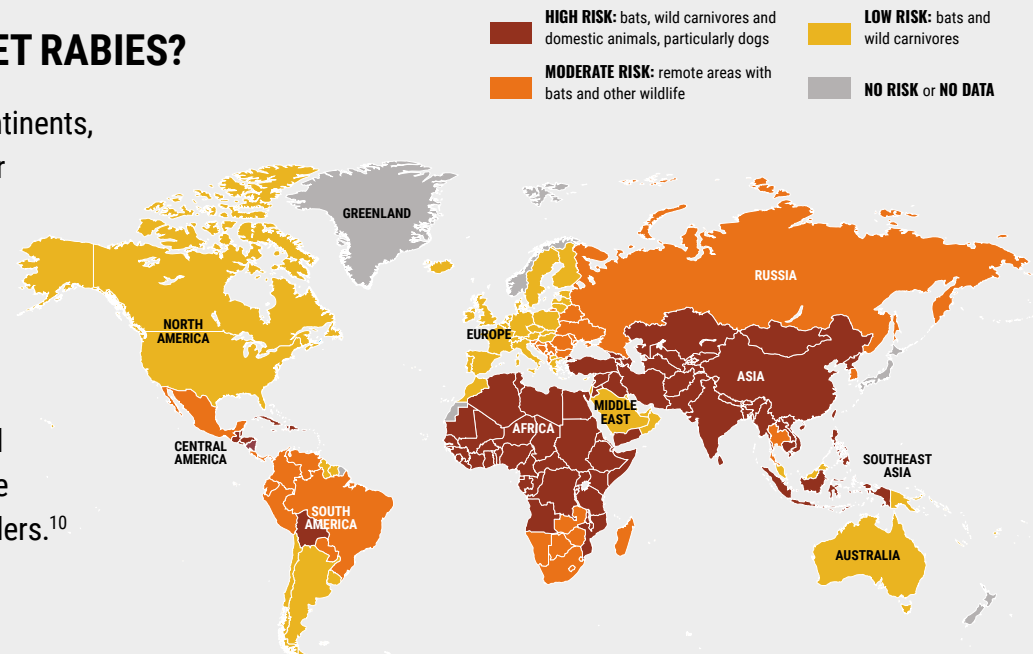 ET RABIES?
ntinents,
r
l
e
lers.10
HIGH RISK: bats, wild carnivores and
domestic animals, particularly dogs
MODERATE RISK: remote areas with
bats and other wildlife
LOW RISK: bats and
wild carnivores
NO RISK or NO DATA
GREENLAND
RUSSIA
NORTH
AMERICA
EUROPE
ASIA
MIDDLE
EAST
AFRICA
CENTRAL
AMERICA
SOUTHEAST
ASIA
SOUTH
AMERICA
AUSTRALIA